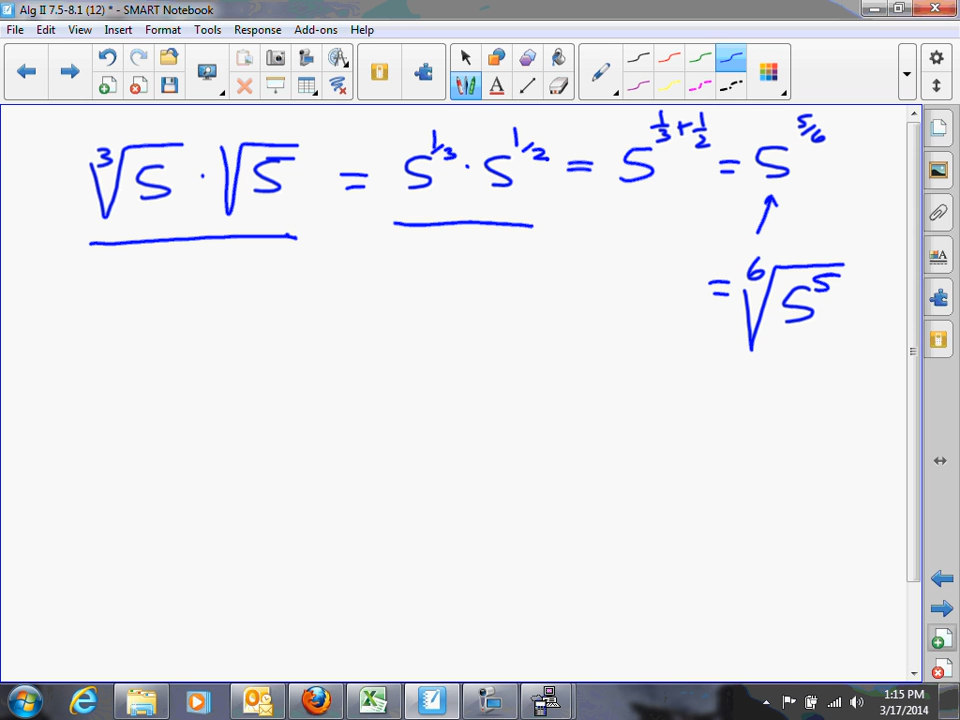 Alg II 7.5-8.1 (12) * - SMART Notebook
File Edit View Insert Format Tools Response Add-ons Help
∛5 · √5 = 5^(1/3) · 5^(1/2) = 5^(1/3 + 1/2) = 5^(5/6)
= ⁶√(5^5)
1:15 PM
3/17/2014